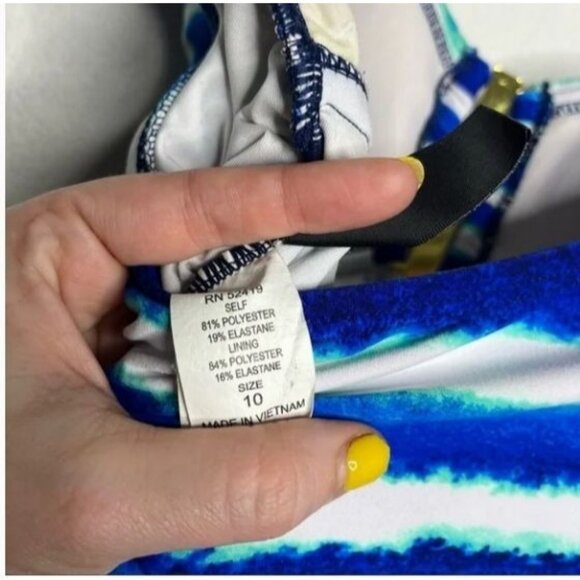 RN 52419
SELF
81% POLYESTER
19% ELASTANE
LINING
84% POLYESTER
16% ELASTANE
SIZE
10
MADE IN VIETNAM